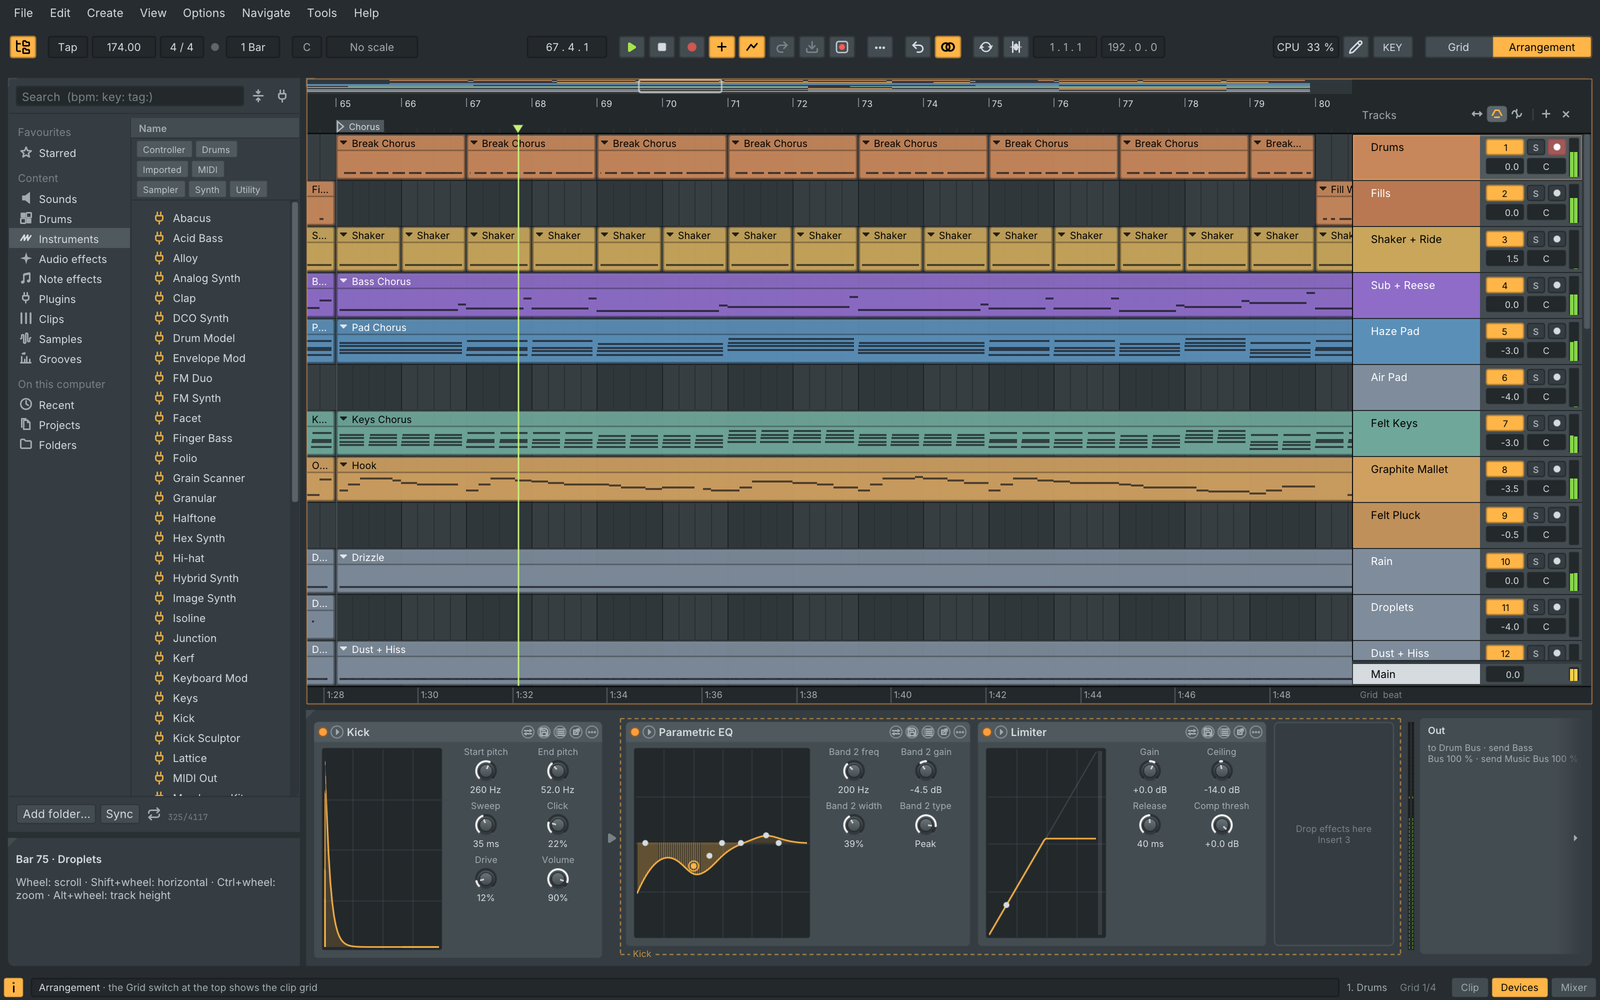 File Edit Create View Options Navigate Tools Help
Tap 174.00 4 / 4 1 Bar C No scale 67 . 4 . 1 1 . 1 . 1 192 . 0 . 0 CPU 33 % KEY Grid Arrangement
Search (bpm: key: tag:)
Favourites
Starred
Content
Sounds
Drums
Instruments
Audio effects
Note effects
Plugins
Clips
Samples
Grooves
On this computer
Recent
Projects
Folders
Name
Controller Drums
Imported MIDI
Sampler Synth Utility
Abacus
Acid Bass
Alloy
Analog Synth
Clap
DCO Synth
Drum Model
Envelope Mod
FM Duo
FM Synth
Facet
Finger Bass
Folio
Grain Scanner
Granular
Halftone
Hex Synth
Hi-hat
Hybrid Synth
Image Synth
Isoline
Junction
Kerf
Keyboard Mod
Keys
Kick
Kick Sculptor
Lattice
MIDI Out
Add folder... Sync 325/4117
Bar 75 · Droplets
Wheel: scroll · Shift+wheel: horizontal · Ctrl+wheel:
zoom · Alt+wheel: track height
65 66 67 68 69 70 71 72 73 74 75 76 77 78 79 80
Chorus
Tracks
Break Chorus Break Chorus Break Chorus Break Chorus Break Chorus Break Chorus Break Chorus Break...
Drums 1 S
0.0
Fi... Fill W
Fills 2 S
0.0 C
S... Shaker Shaker Shaker Shaker Shaker Shaker Shaker Shaker Shaker Shaker Shaker Shaker Shaker Shaker Shaker Shak
Shaker + Ride 3 S
1.5 C
B... Bass Chorus
Sub + Reese 4 S
0.0 C
P... Pad Chorus
Haze Pad 5 S
-3.0 C
Air Pad 6 S
-4.0 C
K... Keys Chorus
Felt Keys 7 S
-3.0 C
O... Hook
Graphite Mallet 8 S
-3.5 C
Felt Pluck 9 S
-0.5 C
D... Drizzle
Rain 10 S
0.0 C
D...
Droplets 11 S
-4.0 C
D... Dust + Hiss
Dust + Hiss 12 S
Main 0.0
1:28 1:30 1:32 1:34 1:36 1:38 1:40 1:42 1:44 1:46 1:48 Grid beat
Kick
Start pitch End pitch
260 Hz 52.0 Hz
Sweep Click
35 ms 22%
Drive Volume
12% 90%
Parametric EQ
Band 2 freq Band 2 gain
200 Hz -4.5 dB
Band 2 width Band 2 type
39% Peak
Kick
Limiter
Gain Ceiling
+0.0 dB -14.0 dB
Release Comp thresh
40 ms +0.0 dB
Drop effects here
Insert 3
Out
to Drum Bus · send Bass
Bus 100 % · send Music Bus 100 %
i Arrangement · the Grid switch at the top shows the clip grid 1. Drums Grid 1/4 Clip Devices Mixer